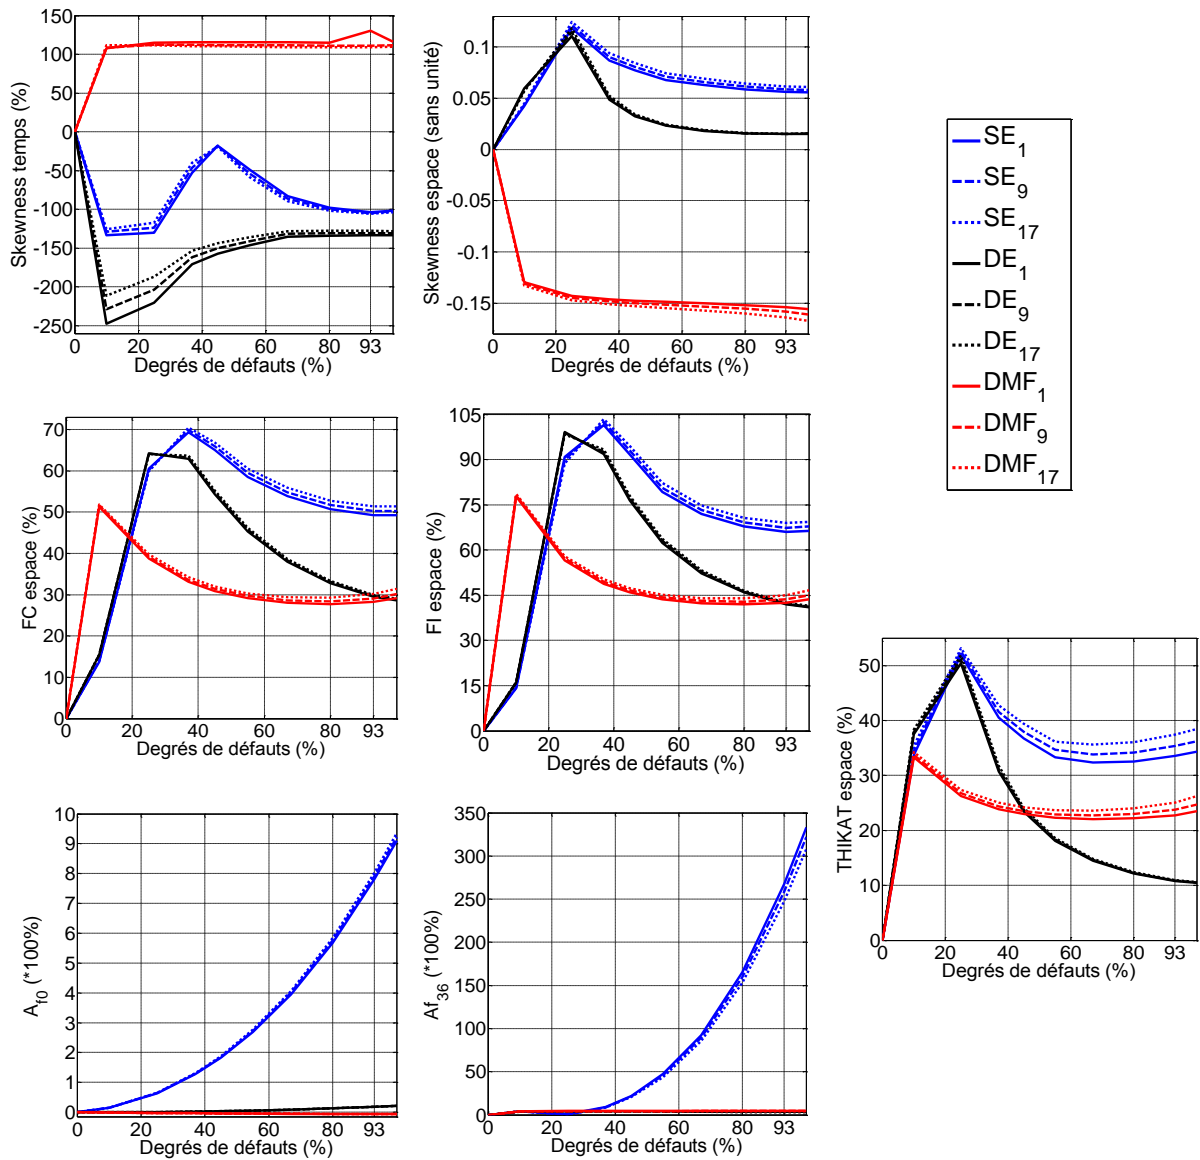 150
100
50
0
-50
-100
-150
-200
-250
Skewness temps (%)
0 20 40 60 80 93
Degrés de défauts (%)
0.1
0.05
0
-0.05
-0.1
-0.15
Skewness espace (sans unité)
0 20 40 60 80 93
Degrés de défauts (%)
SE1
SE9
SE17
DE1
DE9
DE17
DMF1
DMF9
DMF17
70
60
50
40
30
20
10
0
FC espace (%)
0 20 40 60 80 93
Degrés de défauts (%)
105
90
75
60
45
30
15
0
FI espace (%)
0 20 40 60 80 93
Degrés de défauts (%)
50
40
30
20
10
0
THIKAT espace (%)
0 20 40 60 80 93
Degrés de défauts (%)
10
9
8
7
6
5
4
3
2
1
0
Af0 (*100%)
0 20 40 60 80 93
Degrés de défauts (%)
350
300
250
200
150
100
50
0
Af36 (*100%)
0 20 40 60 80 93
Degrés de défauts (%)